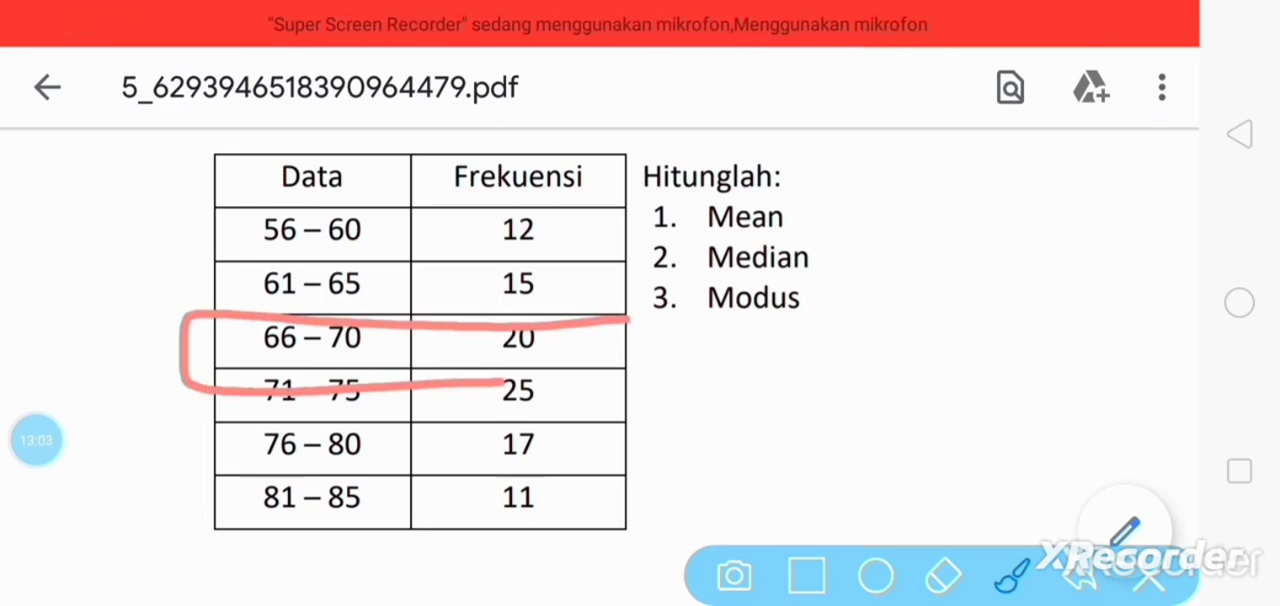 "Super Screen Recorder" sedang menggunakan mikrofon,Menggunakan mikrofon
5_6293946518390964479.pdf
Data Frekuensi
56 – 60 12
61 – 65 15
66 – 70 20
71 – 75 25
76 – 80 17
81 – 85 11
Hitunglah:
1. Mean
2. Median
3. Modus
13:03
XRecorder